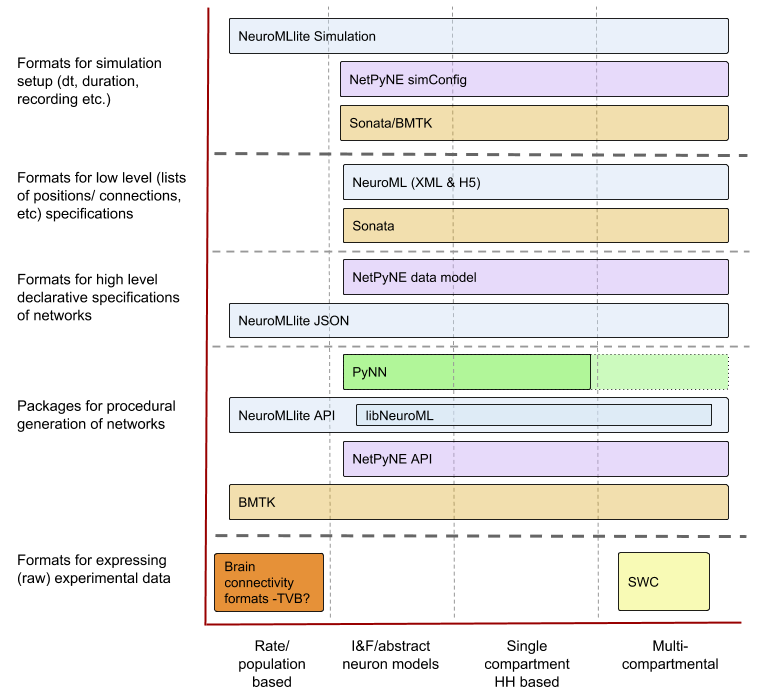 NeuroMLlite Simulation
Formats for simulation
setup (dt, duration,
recording etc.)
NetPyNE simConfig
Sonata/BMTK
Formats for low level (lists
of positions/ connections,
etc) specifications
NeuroML (XML & H5)
Sonata
Formats for high level
declarative specifications
of networks
NetPyNE data model
NeuroMLlite JSON
PyNN
Packages for procedural
generation of networks
NeuroMLlite API
libNeuroML
NetPyNE API
BMTK
Formats for expressing
(raw) experimental data
Brain
connectivity
formats -TVB?
SWC
Rate/
population
based
I&F/abstract
neuron models
Single
compartment
HH based
Multi-
compartmental